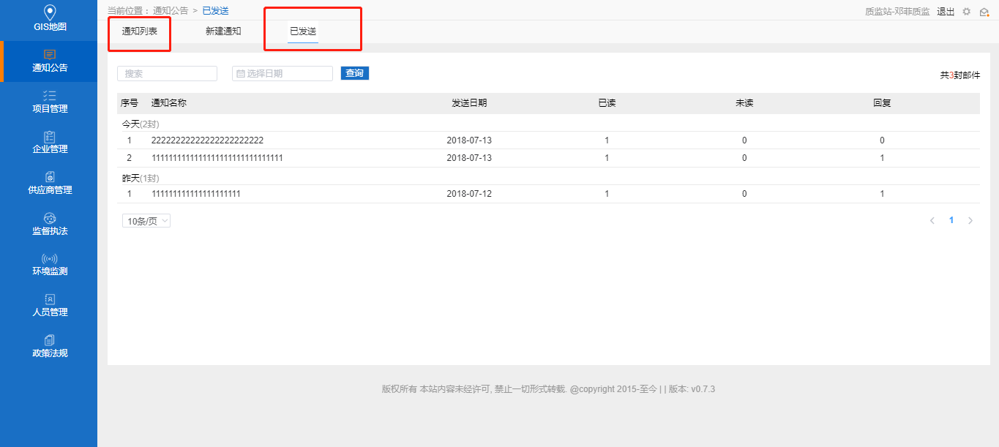 GIS地图
通知公告
项目管理
企业管理
供应商管理
监督执法
环境监测
人员管理
政策法规
当前位置： 通知公告 > 已发送
质监站-邓菲质监 退出
通知列表 新建通知 已发送
搜索 选择日期 查询
共3封邮件
序号 通知名称 发送日期 已读 未读 回复
今天(2封)
1 22222222222222222222222 2018-07-13 1 0 0
2 111111111111111111111111111111 2018-07-13 1 0 1
昨天(1封)
1 11111111111111111111 2018-07-12 1 0 1
10条/页
1
版权所有 本站内容未经许可, 禁止一切形式转载. @copyright 2015-至今 | | 版本: v0.7.3